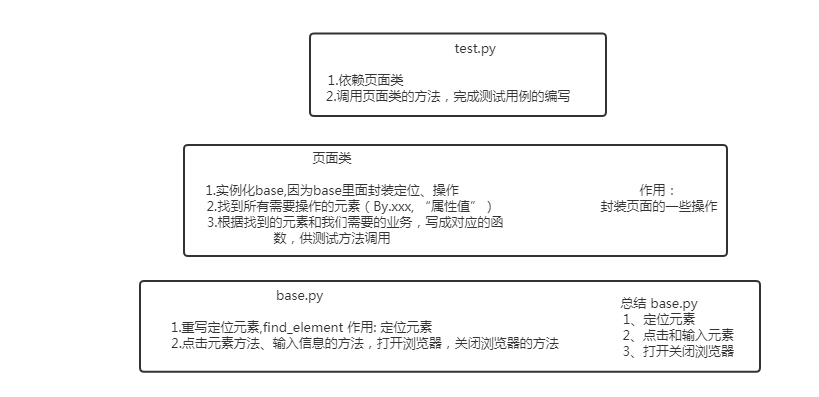 test.py
1.依赖页面类
2.调用页面类的方法，完成测试用例的编写
页面类
1.实例化base,因为base里面封装定位、操作
2.找到所有需要操作的元素（By.xxx, “属性值” ）
3.根据找到的元素和我们需要的业务，写成对应的函
数，供测试方法调用
作用：
封装页面的一些操作
base.py
1.重写定位元素,find_element 作用: 定位元素
2.点击元素方法、输入信息的方法，打开浏览器，关闭浏览器的方法
总结 base.py
1、定位元素
2、点击和输入元素
3、打开关闭浏览器